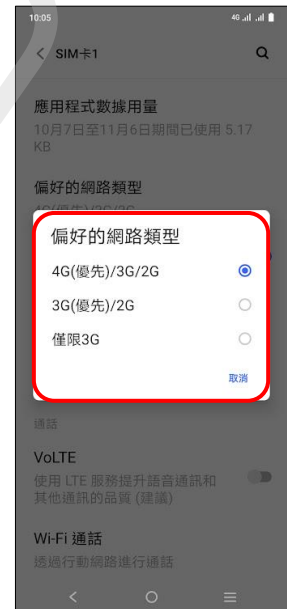 10:05
4G
SIM卡1
應用程式數據用量
10月7日至11月6日期間已使用 5.17
KB
偏好的網路類型
4G(優先)/3G/2G
偏好的網路類型
4G(優先)/3G/2G
3G(優先)/2G
僅限3G
取消
通話
VoLTE
使用 LTE 服務提升語音通訊和
其他通訊的品質 (建議)
Wi-Fi 通話
透過行動網路進行通話